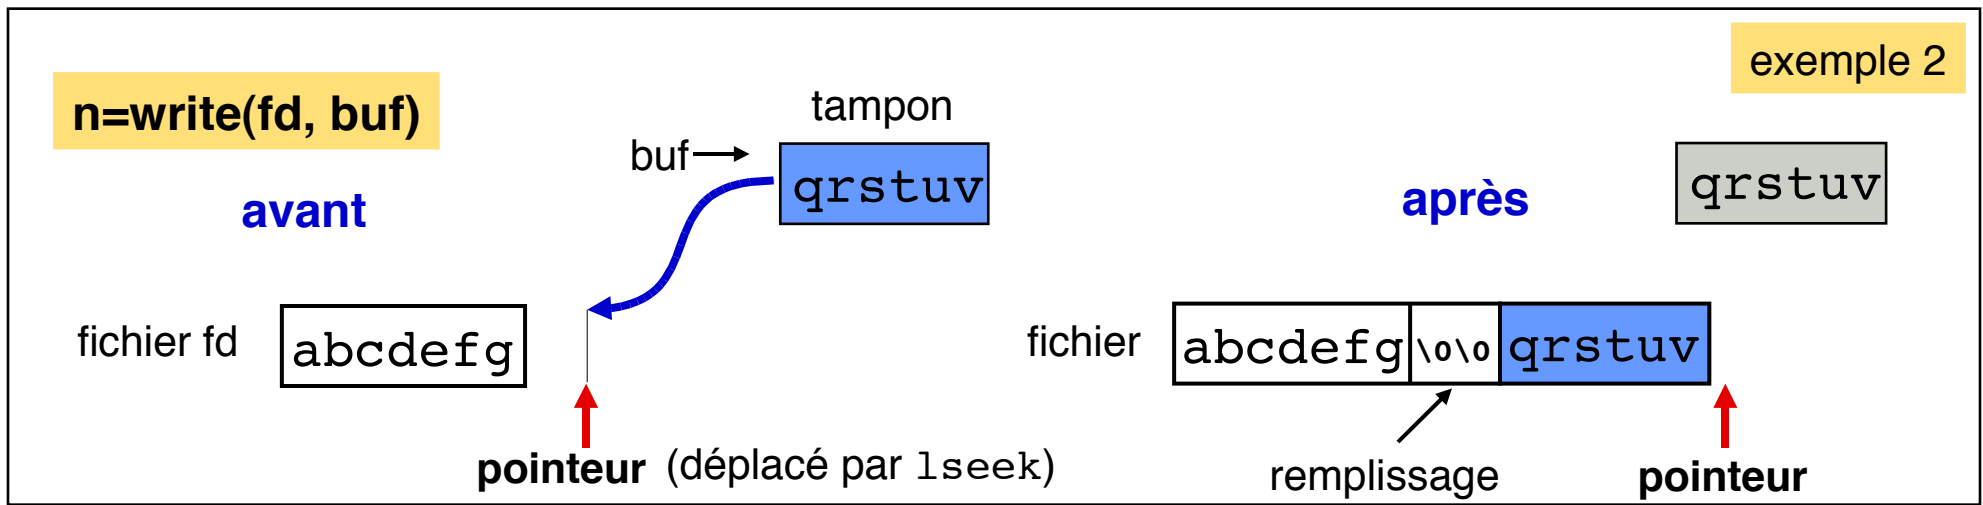 exemple 2
n=write(fd, buf)
tampon
buf
qrstuv
avant
après
qrstuv
fichier fd
abcdefg
fichier
abcdefg
\0\0
qrstuv
pointeur (déplacé par lseek)
remplissage
pointeur